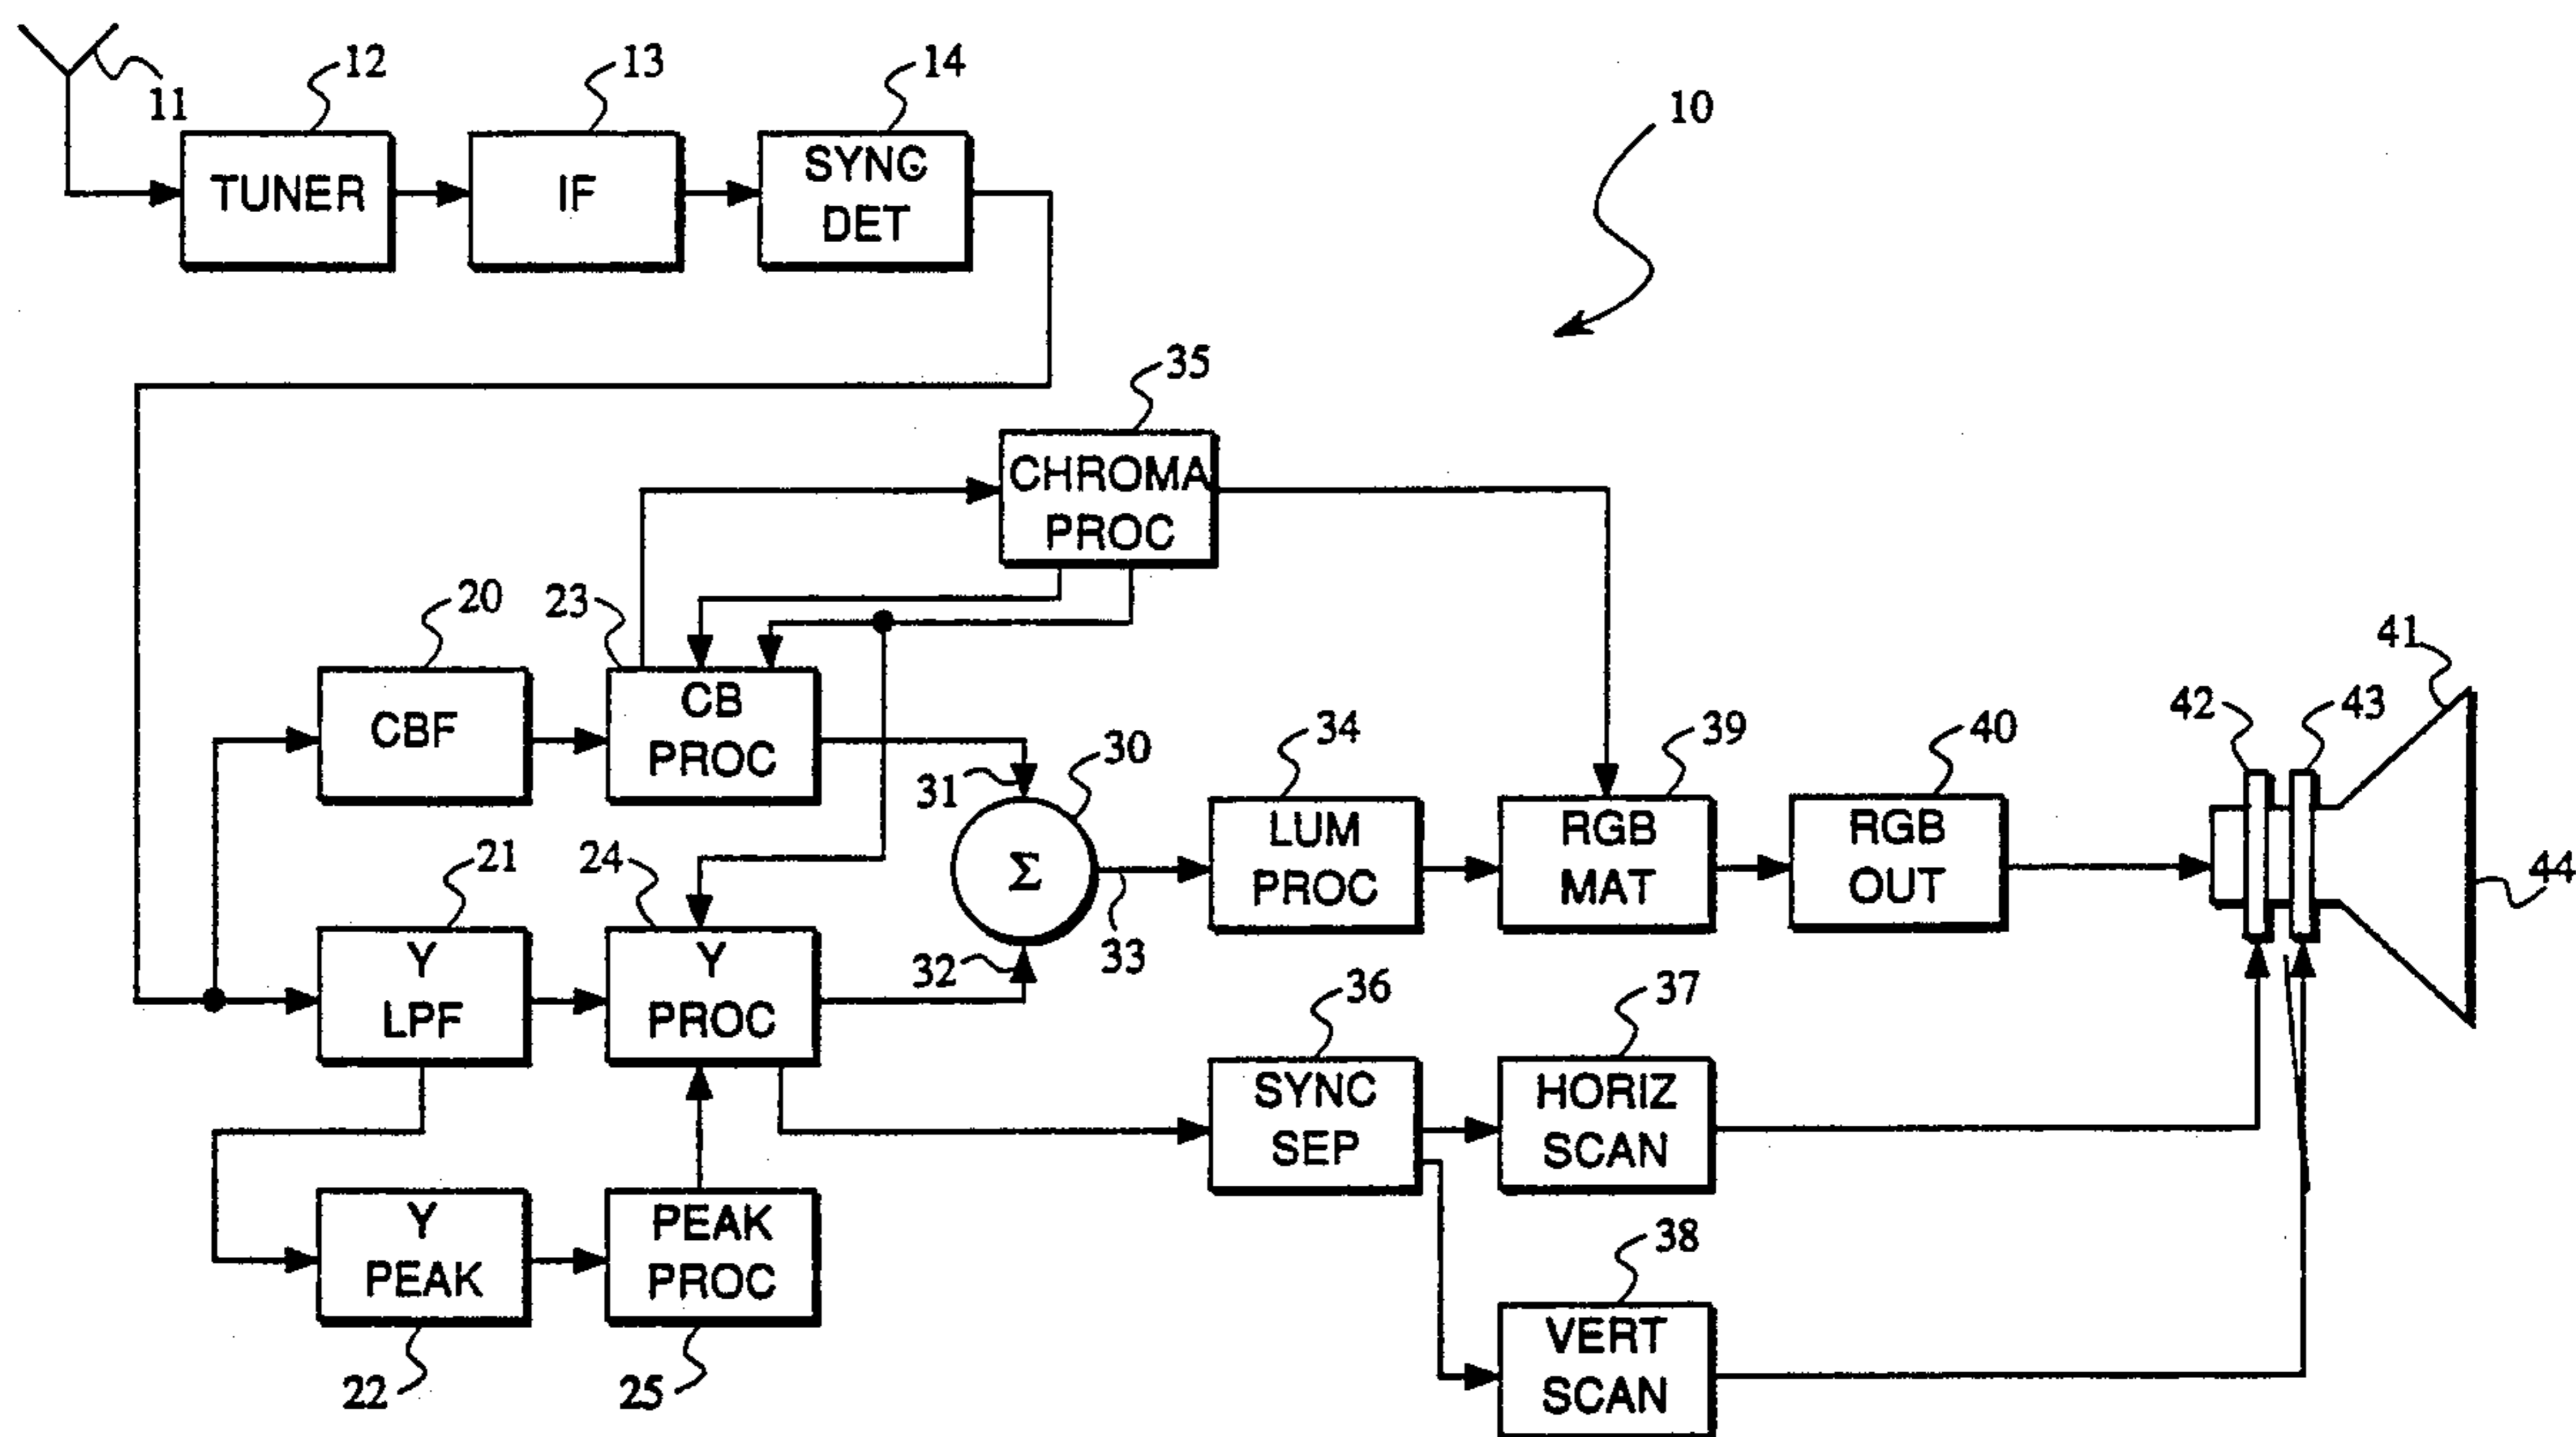 12
13
14
11
10
TUNER
IF
SYNC
DET
35
CHROMA
PROC
20
23
41
CBF
CB
PROC
42
43
34
39
40
30
31
21
24
Y
LPF
Y
PROC
Σ
LUM
PROC
RGB
MAT
RGB
OUT
44
32
33
36
37
SYNC
SEP
HORIZ
SCAN
Y
PEAK
PEAK
PROC
38
22
25
VERT
SCAN